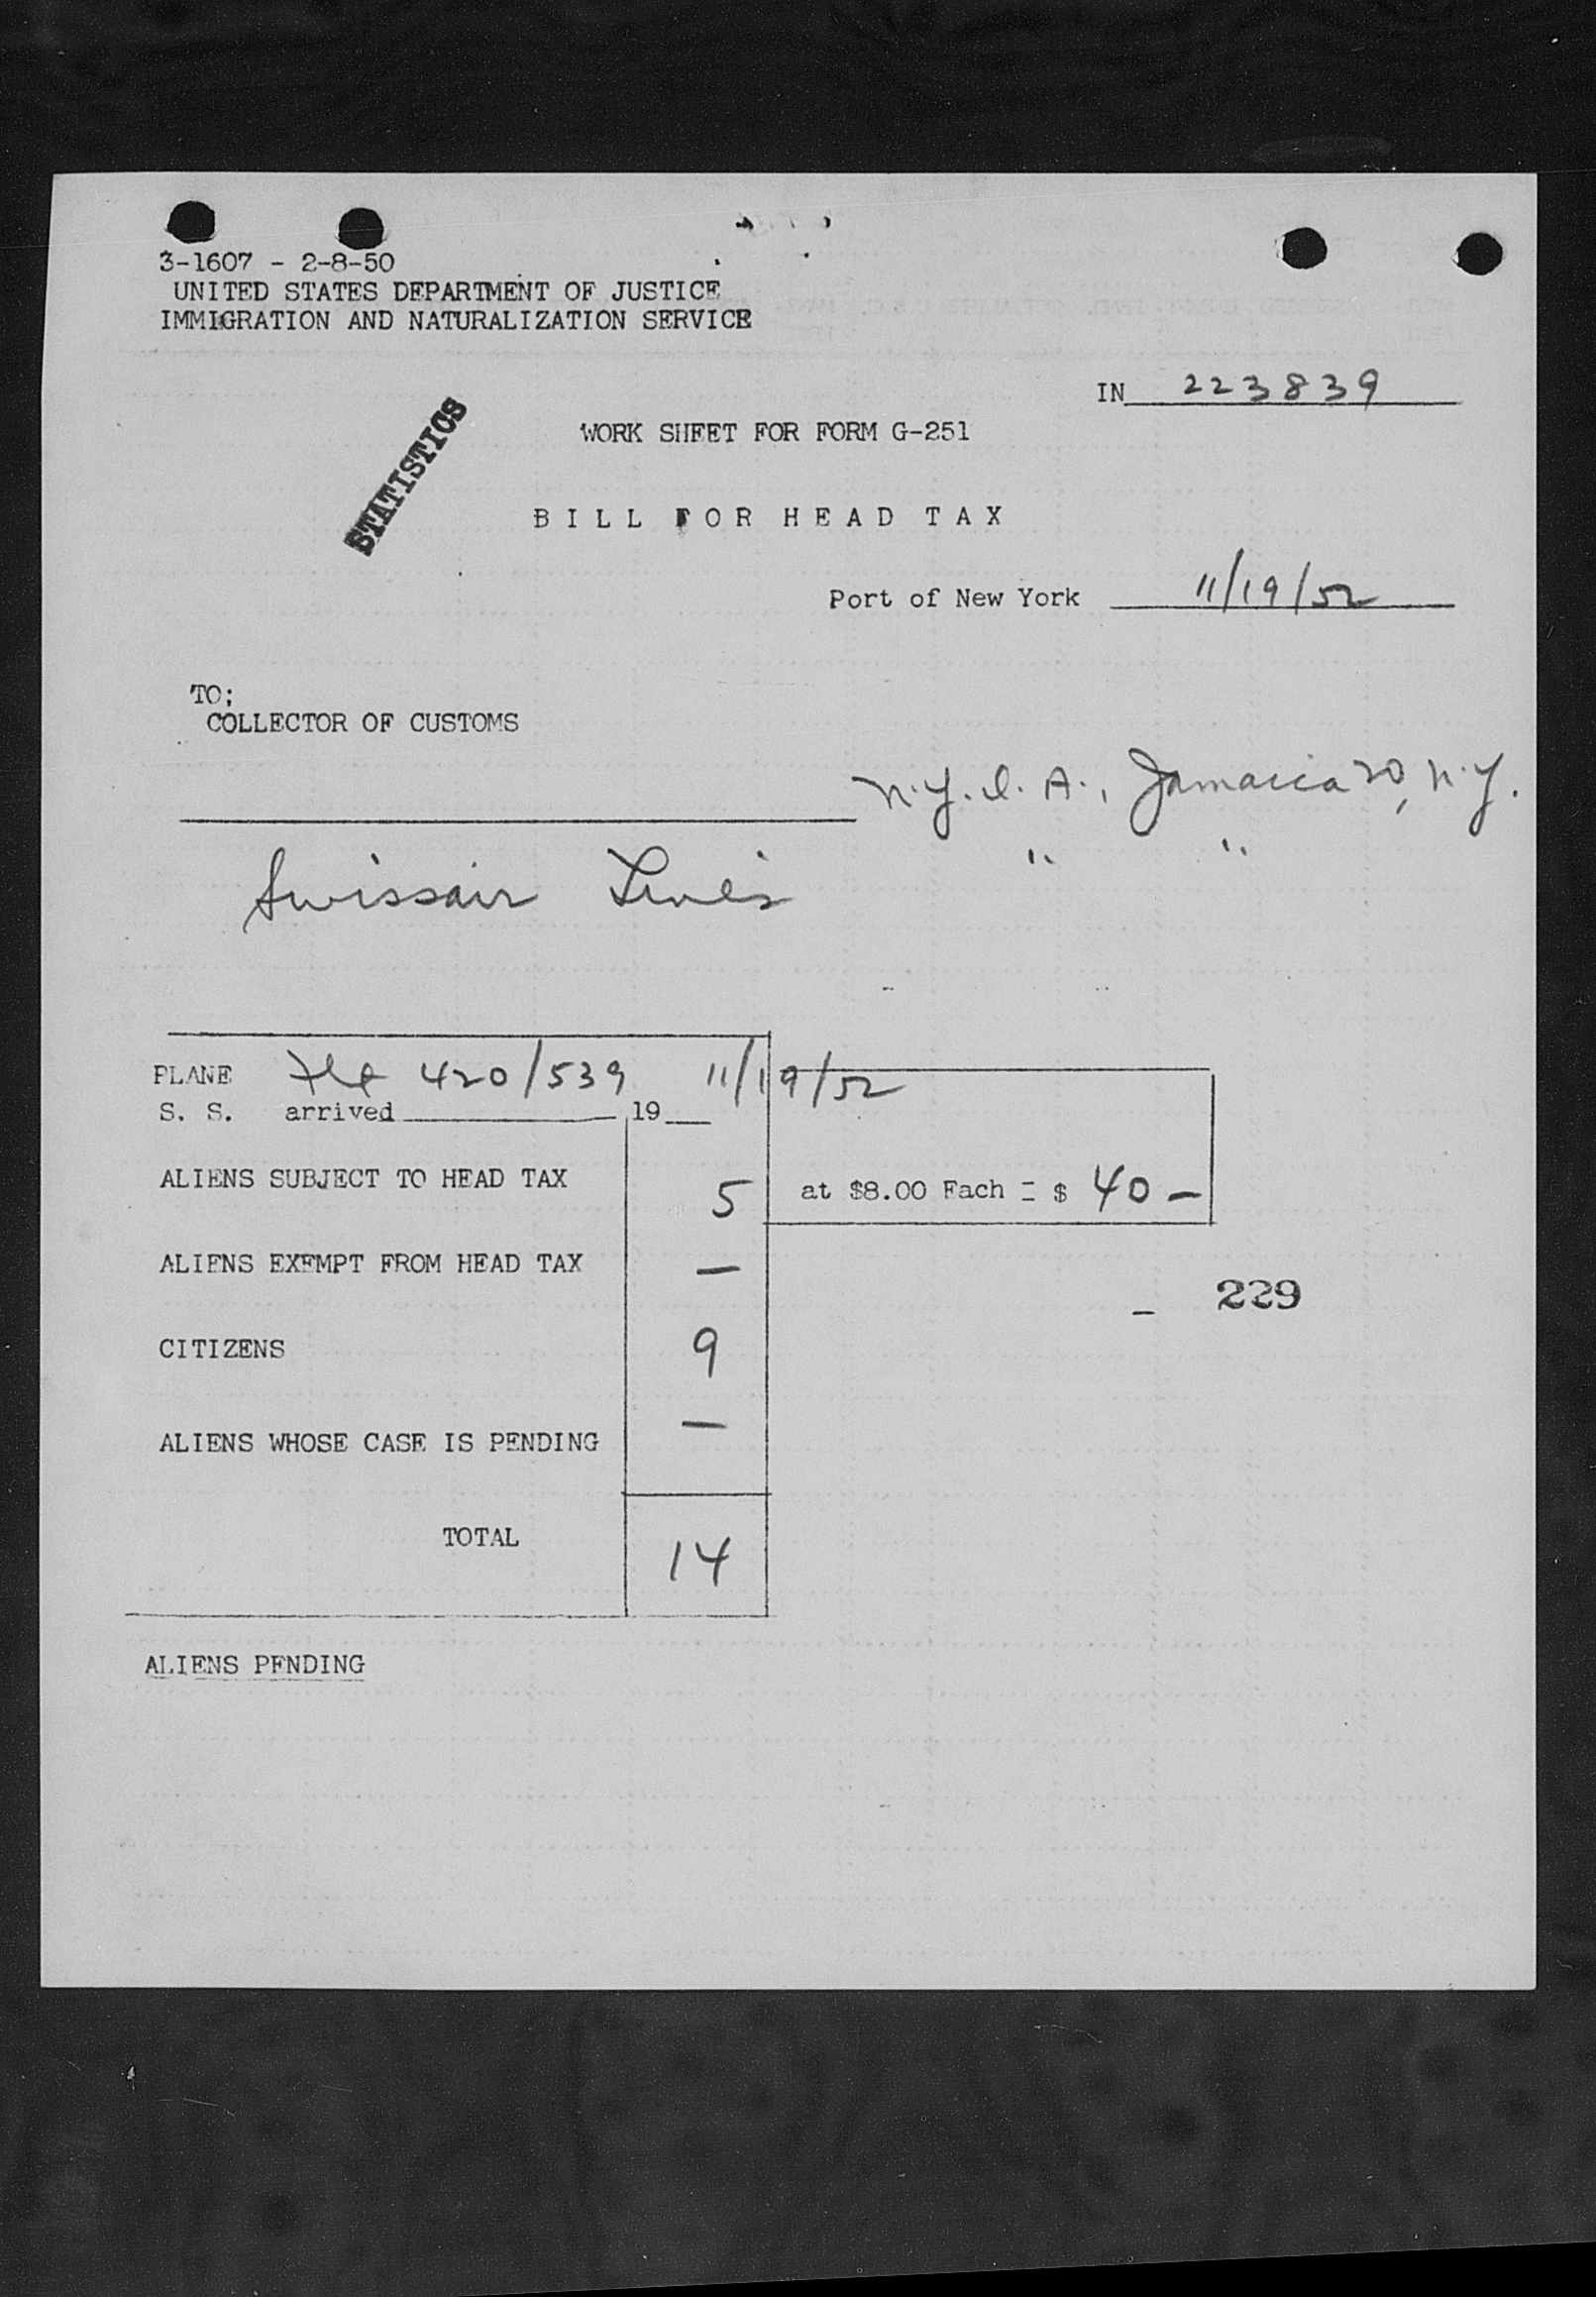 3-1607 - 2-8-50
UNITED STATES DEPARTMENT OF JUSTICE
IMMIGRATION AND NATURALIZATION SERVICE
IN 223839
STATISTICS
WORK SHEET FOR FORM G-251
BILL FOR HEAD TAX
Port of New York 11/19/52
TO;
COLLECTOR OF CUSTOMS
N.Y.I.A., Jamaica 20, N.Y.
Swissair Lines " "
PLANE 420/539 11/19/52
S. S. arrived 19
ALIENS SUBJECT TO HEAD TAX 5 at $8.00 Each = $ 40 —
ALIENS EXEMPT FROM HEAD TAX —
229
CITIZENS 9
ALIENS WHOSE CASE IS PENDING —
TOTAL 14
ALIENS PENDING